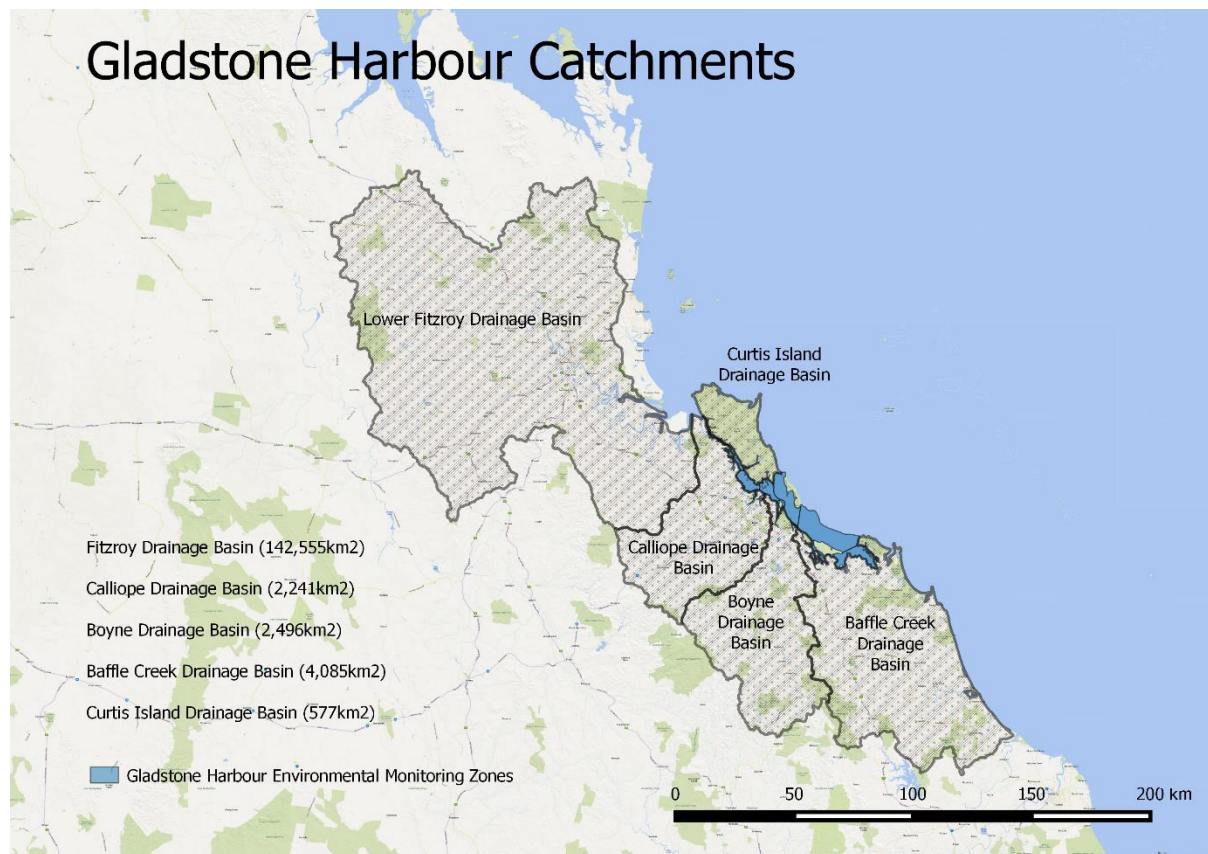 Gladstone Harbour Catchments
Lower Fitzroy Drainage Basin
Curtis Island
Drainage Basin
Calliope Drainage
Basin
Boyne
Drainage
Basin
Baffle Creek
Drainage
Basin
Fitzroy Drainage Basin (142,555km2)
Calliope Drainage Basin (2,241km2)
Boyne Drainage Basin (2,496km2)
Baffle Creek Drainage Basin (4,085km2)
Curtis Island Drainage Basin (577km2)
Gladstone Harbour Environmental Monitoring Zones
0 50 100 150 200 km